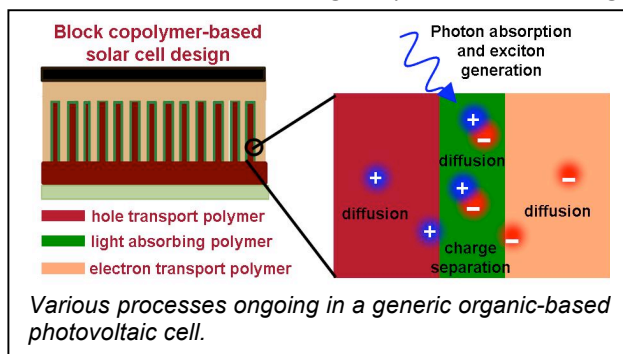 Block copolymer-based
solar cell design
hole transport polymer
light absorbing polymer
electron transport polymer
Photon absorption
and exciton
generation
+
−
diffusion
+
diffusion
+
−
−
diffusion
+
−
charge
separation
Various processes ongoing in a generic organic-based
photovoltaic cell.